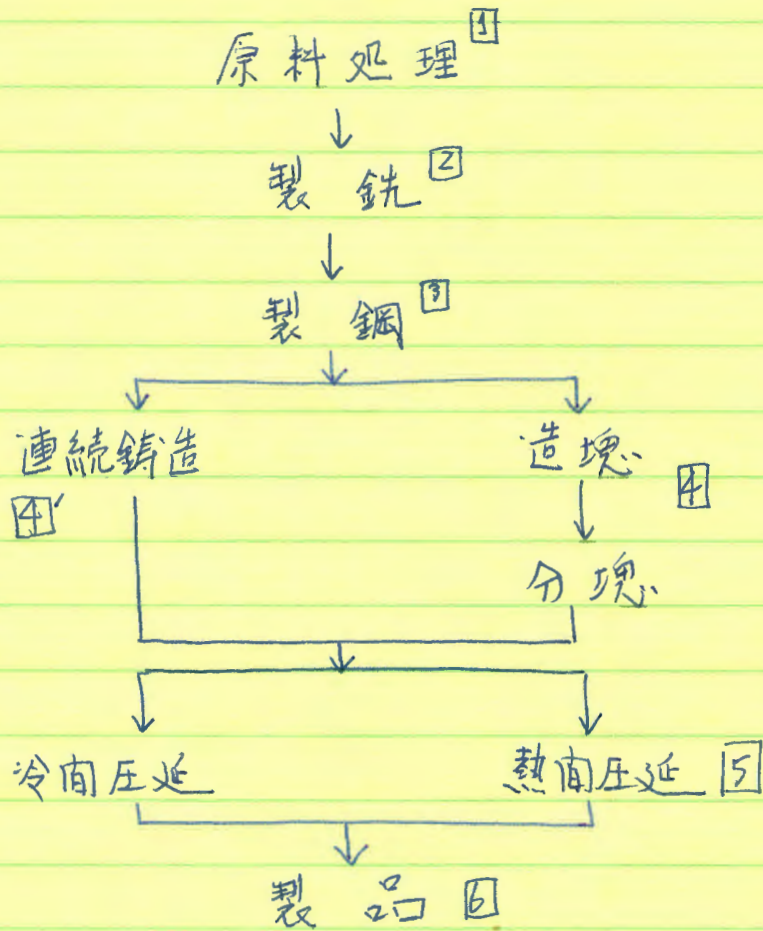 原料処理 1
製銑 2
製鋼 3
連続鋳造 造塊
4' 4
分塊
冷間圧延 熱間圧延 5
製品 6